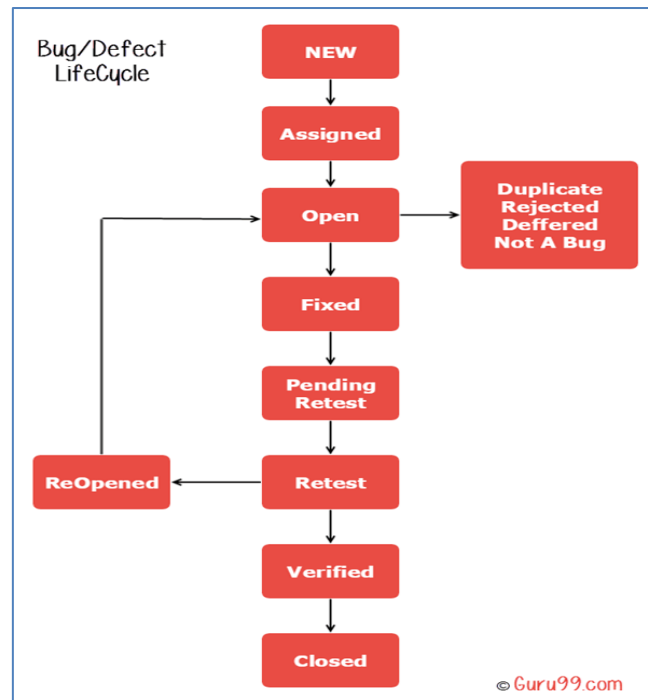 Bug/Defect
LifeCycle
NEW
Assigned
Open
Duplicate
Rejected
Deffered
Not A Bug
Fixed
Pending
Retest
ReOpened
Retest
Verified
Closed
© Guru99.com